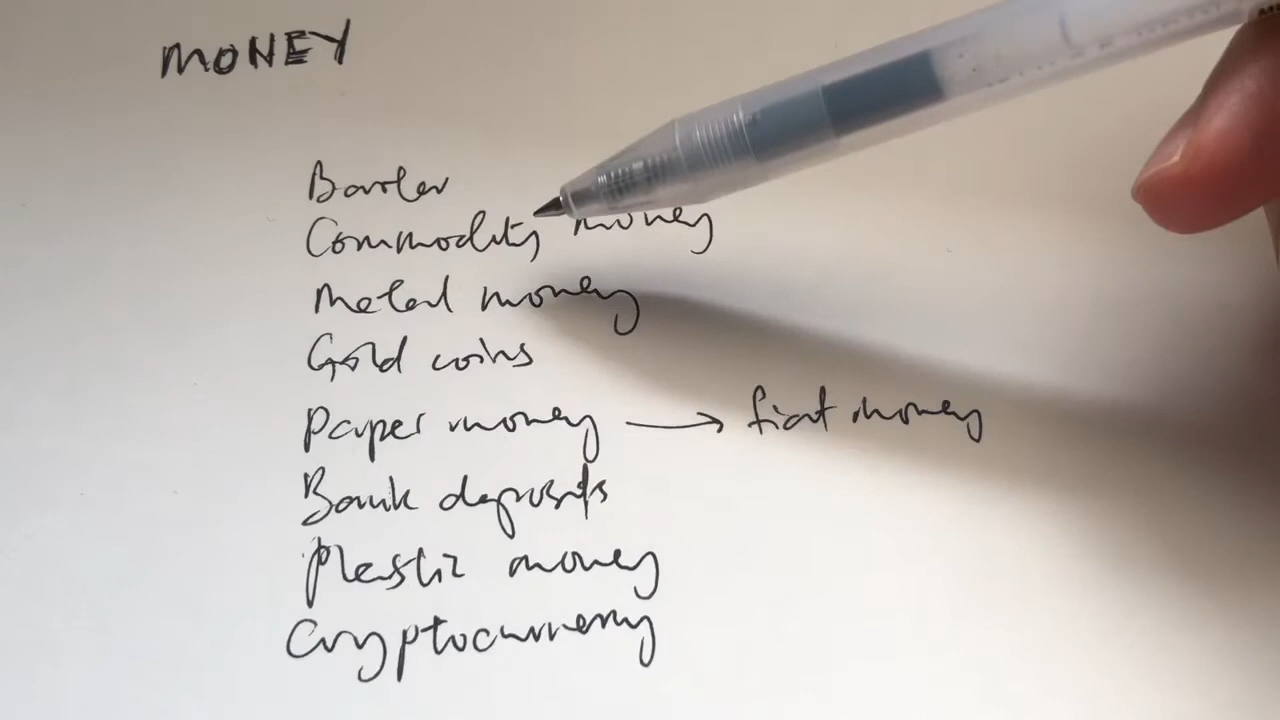 MONEY
Barter
Commodity money
Metal money
Gold coins
Paper money → fiat money
Bank deposits
Plastic money
Cryptocurrency